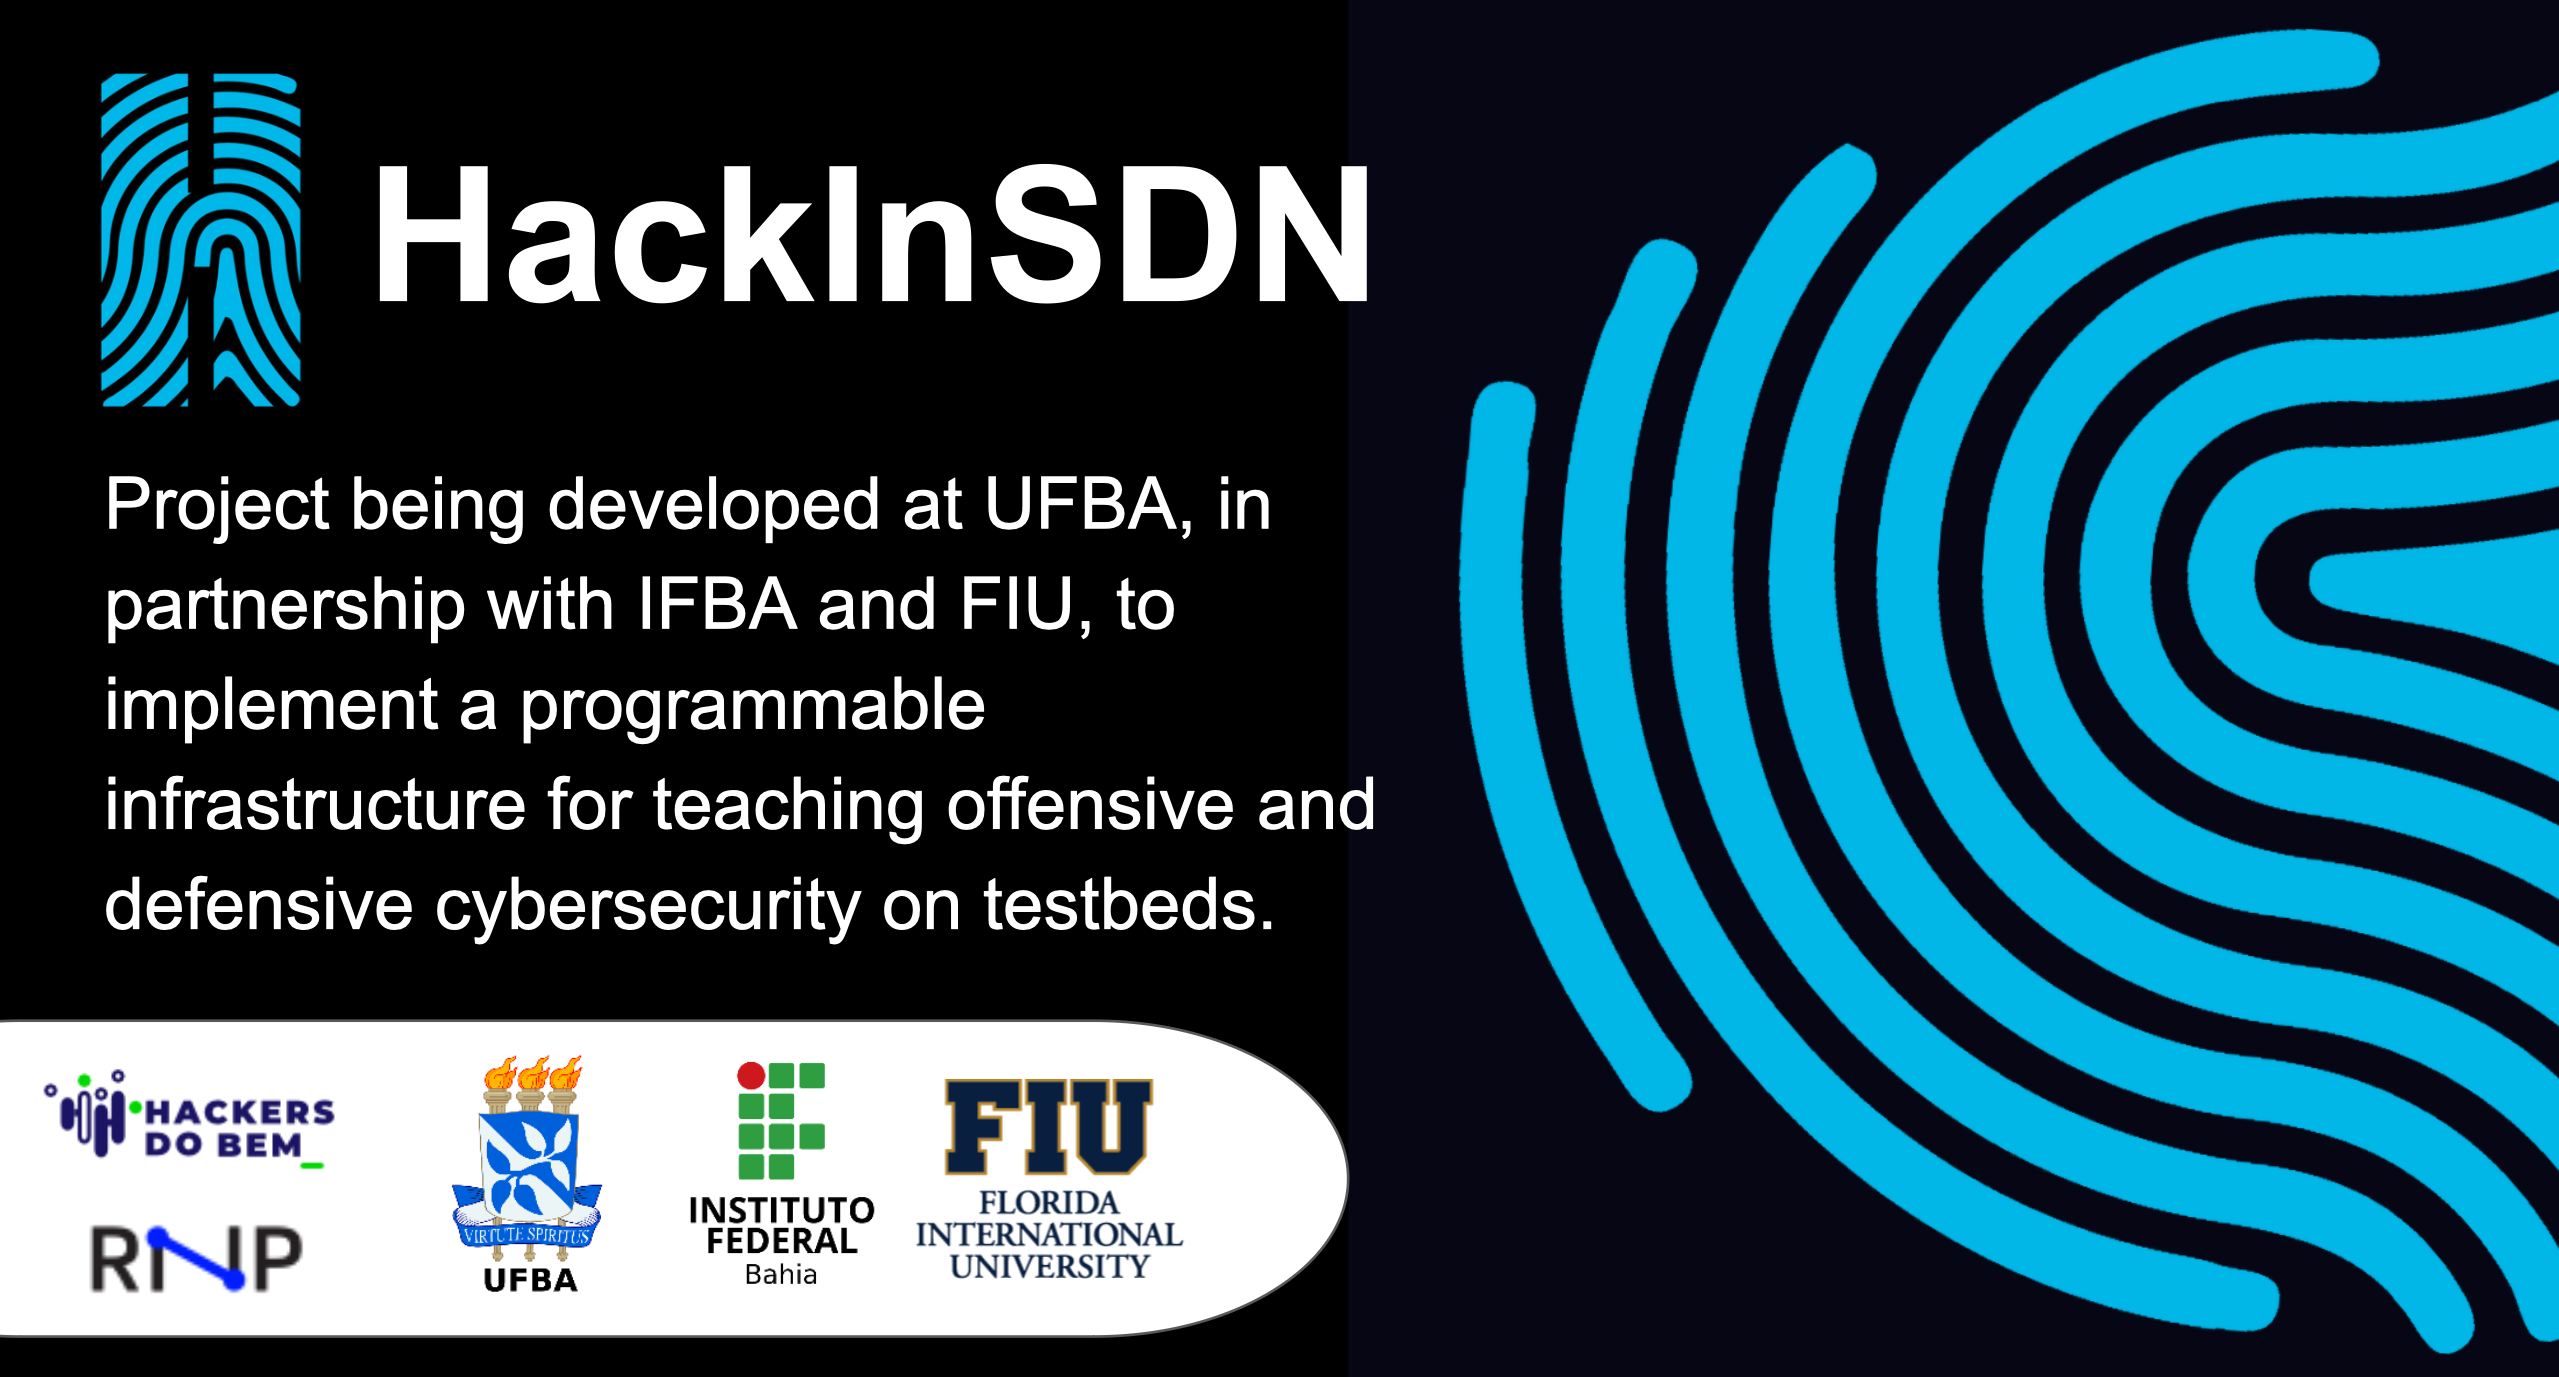 HackInSDN
Project being developed at UFBA, in
partnership with IFBA and FIU, to
implement a programmable
infrastructure for teaching offensive and
defensive cybersecurity on testbeds.
HACKERS
DO BEM_
RNP
VIRTUTE SPIRITUS
UFBA
INSTITUTO
FEDERAL
Bahia
FIU
FLORIDA
INTERNATIONAL
UNIVERSITY